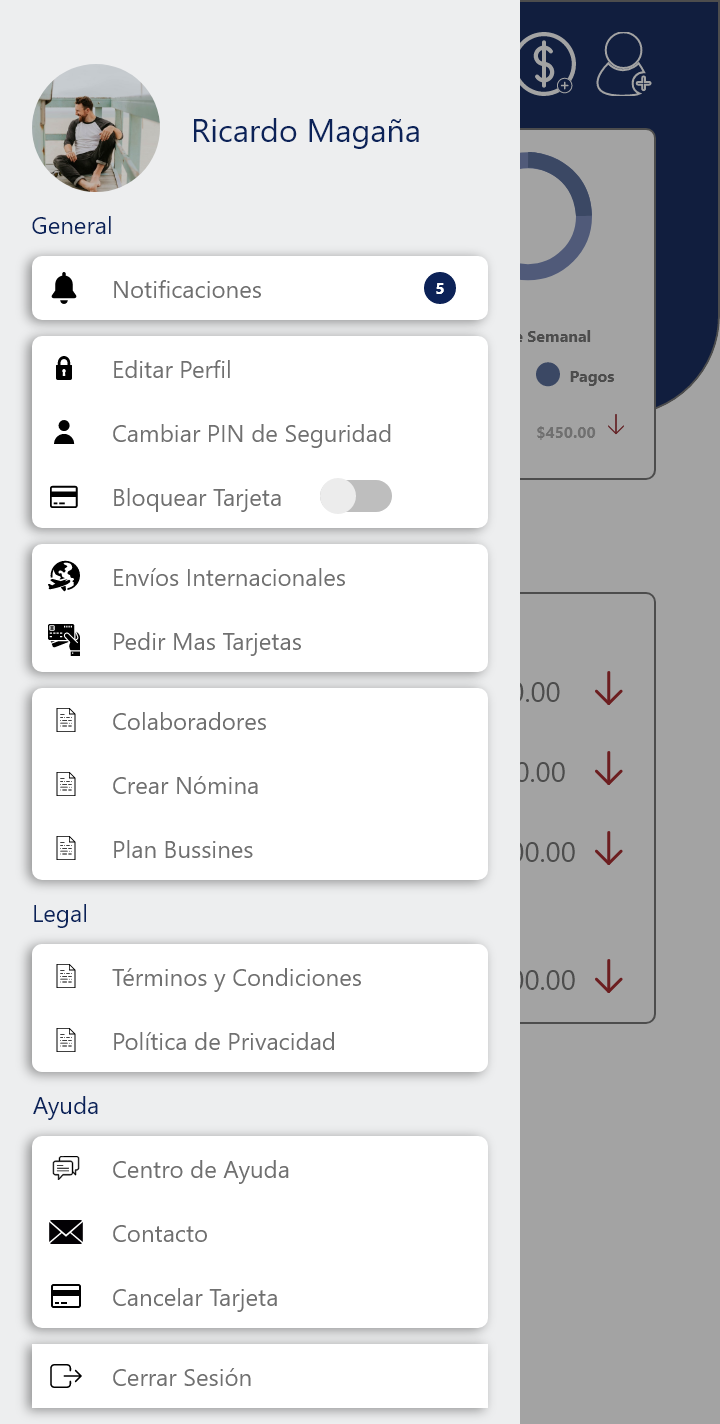 Ricardo Magaña
General
Notificaciones 5
Editar Perfil
Cambiar PIN de Seguridad
Bloquear Tarjeta
Envíos Internacionales
Pedir Mas Tarjetas
Colaboradores
Crear Nómina
Plan Bussines
Legal
Términos y Condiciones
Política de Privacidad
Ayuda
Centro de Ayuda
Contacto
Cancelar Tarjeta
Cerrar Sesión
$
Semanal
Pagos
$450.00
.00
0.00
00.00
00.00